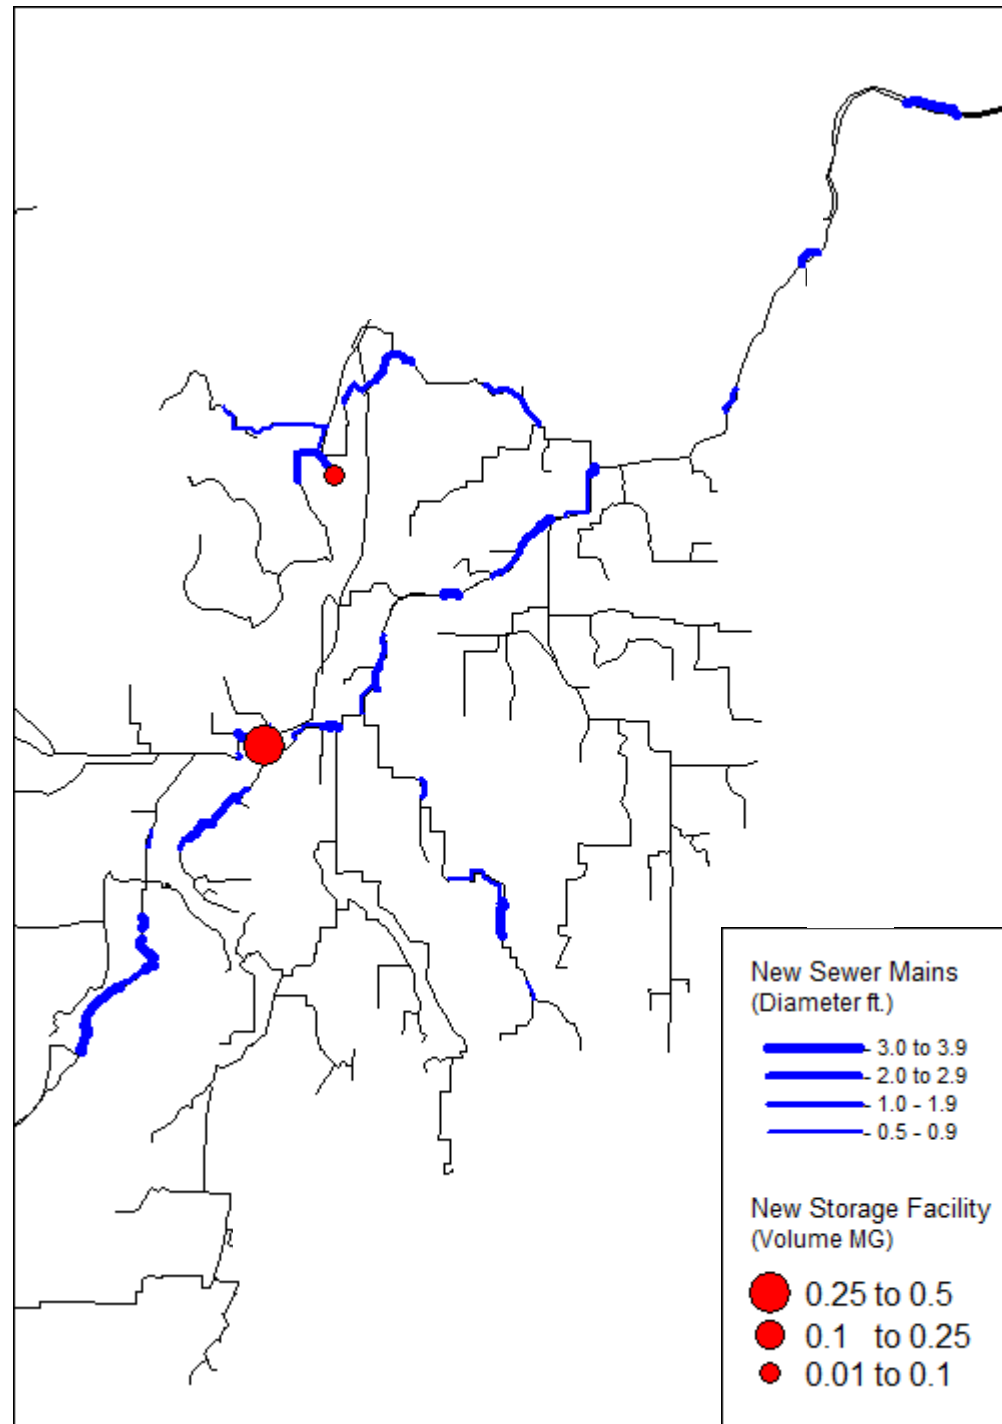 New Sewer Mains
(Diameter ft.)
- 3.0 to 3.9
- 2.0 to 2.9
- 1.0 - 1.9
- 0.5 - 0.9
New Storage Facility
(Volume MG)
0.25 to 0.5
0.1 to 0.25
0.01 to 0.1